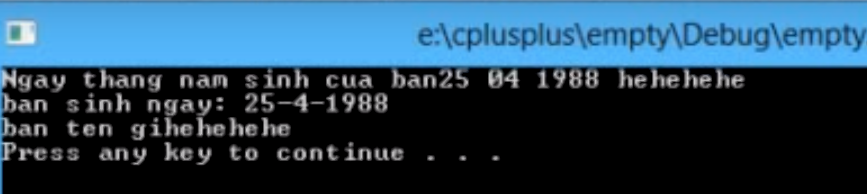 e:\cplusplus\empty\Debug\empty
Ngay thang nam sinh cua ban25 04 1988 hehehehe
ban sinh ngay: 25-4-1988
ban ten gihehehehe
Press any key to continue . . .